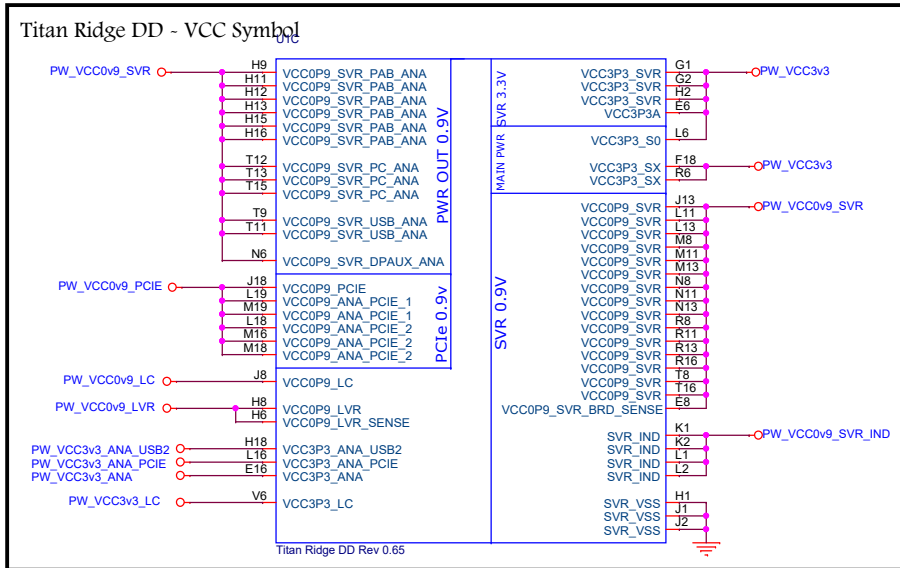 Titan Ridge DD - VCC Symbol
U1C
PW_VCC0v9_SVR H9 VCC0P9_SVR_PAB_ANA
H11 VCC0P9_SVR_PAB_ANA
H12 VCC0P9_SVR_PAB_ANA
H13 VCC0P9_SVR_PAB_ANA
H15 VCC0P9_SVR_PAB_ANA
H16 VCC0P9_SVR_PAB_ANA
T12 VCC0P9_SVR_PC_ANA
T13 VCC0P9_SVR_PC_ANA
T15 VCC0P9_SVR_PC_ANA
T9 VCC0P9_SVR_USB_ANA
T11 VCC0P9_SVR_USB_ANA
N6 VCC0P9_SVR_DPAUX_ANA
PWR OUT 0.9V
PW_VCC0v9_PCIE J18 VCC0P9_PCIE
L19 VCC0P9_ANA_PCIE_1
M19 VCC0P9_ANA_PCIE_1
L18 VCC0P9_ANA_PCIE_2
M16 VCC0P9_ANA_PCIE_2
M18 VCC0P9_ANA_PCIE_2
PCIe 0.9v
PW_VCC0v9_LC J8 VCC0P9_LC
PW_VCC0v9_LVR H8 VCC0P9_LVR
H6 VCC0P9_LVR_SENSE
PW_VCC3v3_ANA_USB2 H18 VCC3P3_ANA_USB2
PW_VCC3v3_ANA_PCIE L16 VCC3P3_ANA_PCIE
PW_VCC3v3_ANA E16 VCC3P3_ANA
PW_VCC3v3_LC V6 VCC3P3_LC
SVR 3.3V
VCC3P3_SVR G1 PW_VCC3v3
VCC3P3_SVR G2
VCC3P3_SVR H2
VCC3P3A E6
MAIN PWR
VCC3P3_S0 L6
VCC3P3_SX F18 PW_VCC3v3
VCC3P3_SX R6
SVR 0.9V
VCC0P9_SVR J13 PW_VCC0v9_SVR
VCC0P9_SVR L11
VCC0P9_SVR L13
VCC0P9_SVR M8
VCC0P9_SVR M11
VCC0P9_SVR M13
VCC0P9_SVR N8
VCC0P9_SVR N11
VCC0P9_SVR N13
VCC0P9_SVR R8
VCC0P9_SVR R11
VCC0P9_SVR R13
VCC0P9_SVR R16
VCC0P9_SVR T8
VCC0P9_SVR T16
VCC0P9_SVR_BRD_SENSE E8
SVR_IND K1 PW_VCC0v9_SVR_IND
SVR_IND K2
SVR_IND L1
SVR_IND L2
SVR_VSS H1
SVR_VSS J1
SVR_VSS J2
Titan Ridge DD Rev 0.65